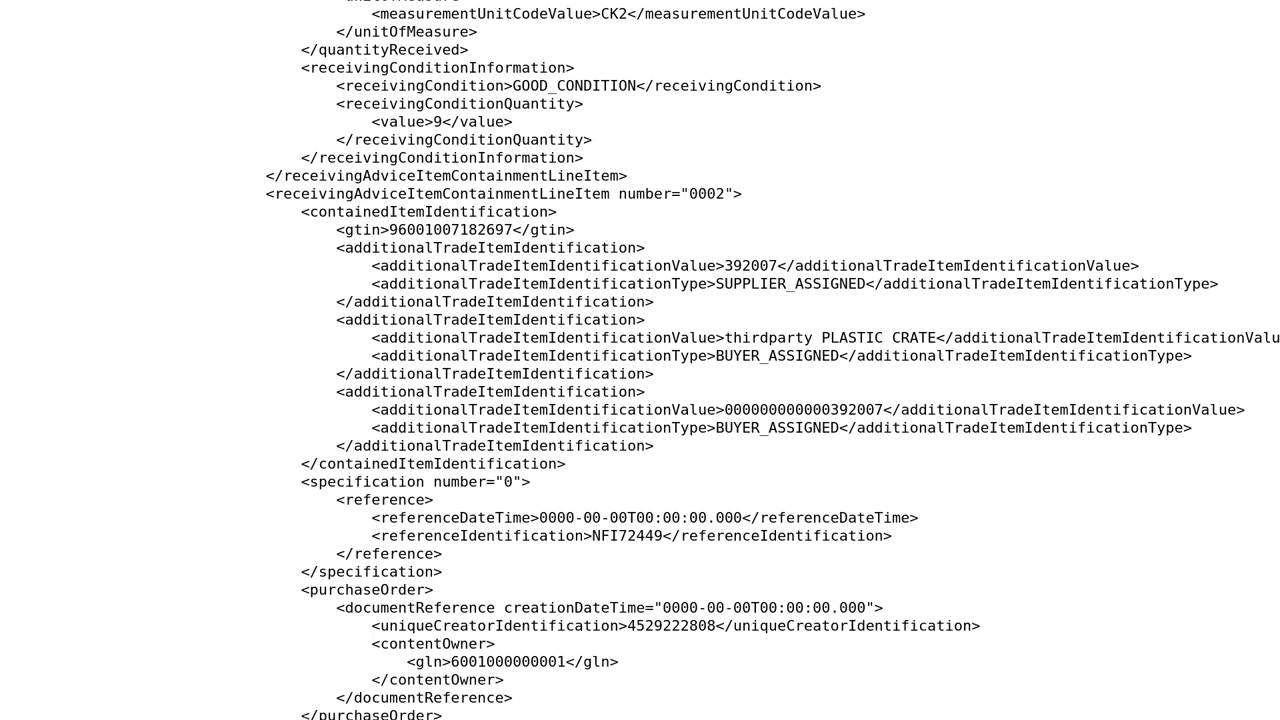 <measurementUnitCodeValue>CK2</measurementUnitCodeValue>
</unitOfMeasure>
</quantityReceived>
<receivingConditionInformation>
<receivingCondition>GOOD_CONDITION</receivingCondition>
<receivingConditionQuantity>
<value>9</value>
</receivingConditionQuantity>
</receivingConditionInformation>
</receivingAdviceItemContainmentLineItem>
<receivingAdviceItemContainmentLineItem number="0002">
<containedItemIdentification>
<gtin>96001007182697</gtin>
<additionalTradeItemIdentification>
<additionalTradeItemIdentificationValue>392007</additionalTradeItemIdentificationValue>
<additionalTradeItemIdentificationType>SUPPLIER_ASSIGNED</additionalTradeItemIdentificationType>
</additionalTradeItemIdentification>
<additionalTradeItemIdentification>
<additionalTradeItemIdentificationValue>thirdparty PLASTIC CRATE</additionalTradeItemIdentificationValu
<additionalTradeItemIdentificationType>BUYER_ASSIGNED</additionalTradeItemIdentificationType>
</additionalTradeItemIdentification>
<additionalTradeItemIdentification>
<additionalTradeItemIdentificationValue>000000000000392007</additionalTradeItemIdentificationValue>
<additionalTradeItemIdentificationType>BUYER_ASSIGNED</additionalTradeItemIdentificationType>
</additionalTradeItemIdentification>
</containedItemIdentification>
<specification number="0">
<reference>
<referenceDateTime>0000-00-00T00:00:00.000</referenceDateTime>
<referenceIdentification>NFI72449</referenceIdentification>
</reference>
</specification>
<purchaseOrder>
<documentReference creationDateTime="0000-00-00T00:00:00.000">
<uniqueCreatorIdentification>4529222808</uniqueCreatorIdentification>
<contentOwner>
<gln>6001000000001</gln>
</contentOwner>
</documentReference>
</purchaseOrder>